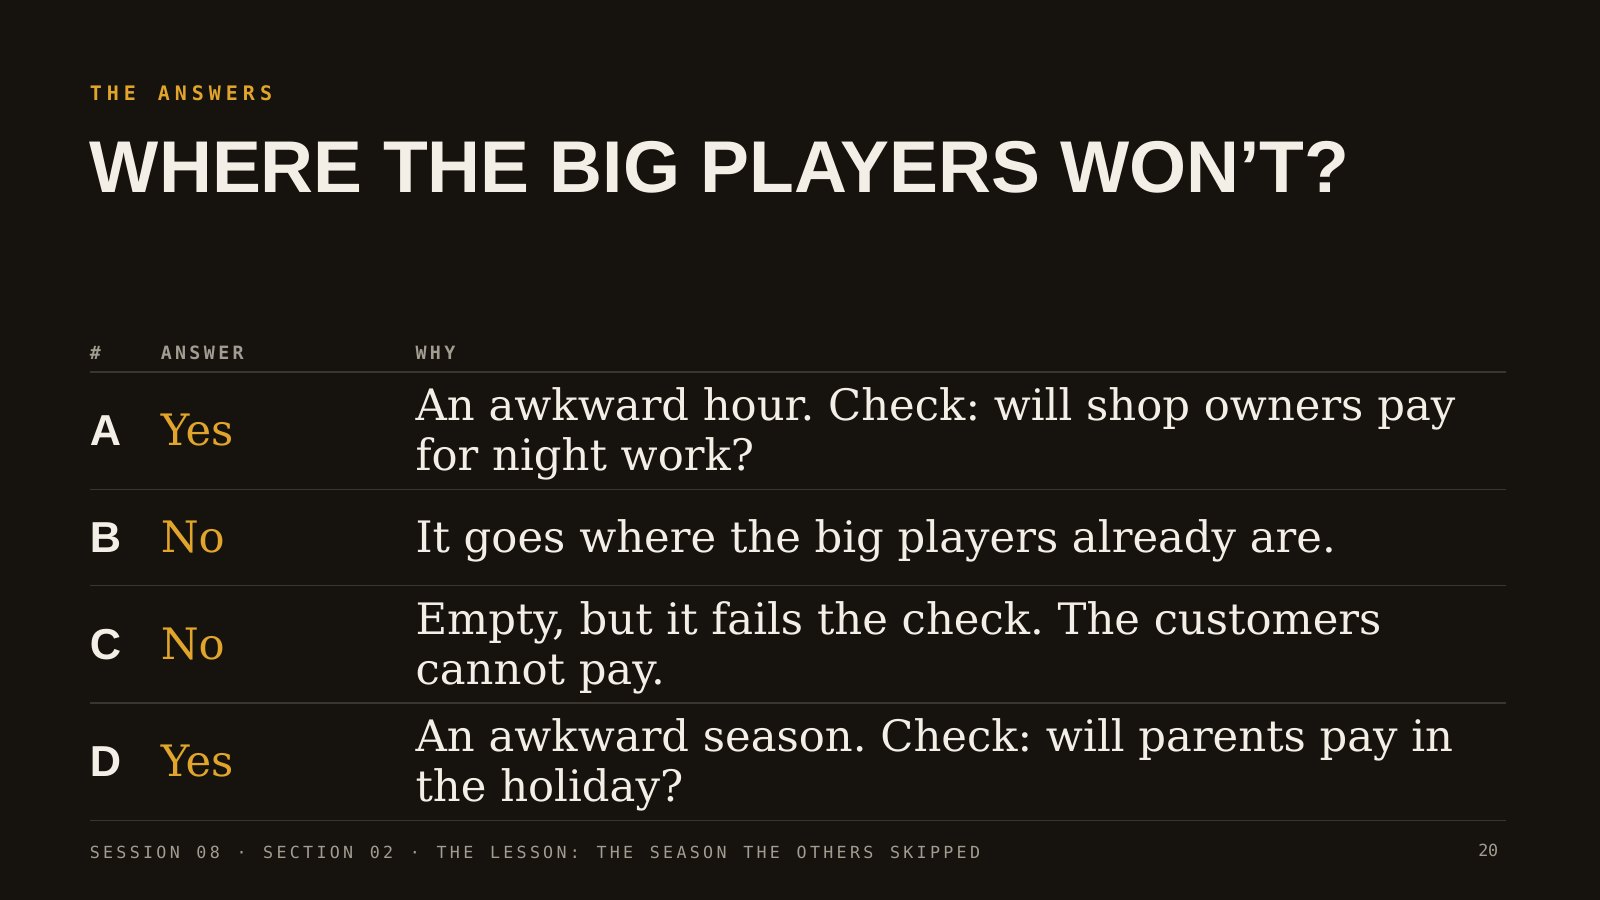 THE ANSWERS
WHERE THE BIG PLAYERS WON’T?
# ANSWER WHY
A Yes An awkward hour. Check: will shop owners pay
for night work?
B No It goes where the big players already are.
C No Empty, but it fails the check. The customers
cannot pay.
D Yes An awkward season. Check: will parents pay in
the holiday?
SESSION 08 · SECTION 02 · THE LESSON: THE SEASON THE OTHERS SKIPPED 20